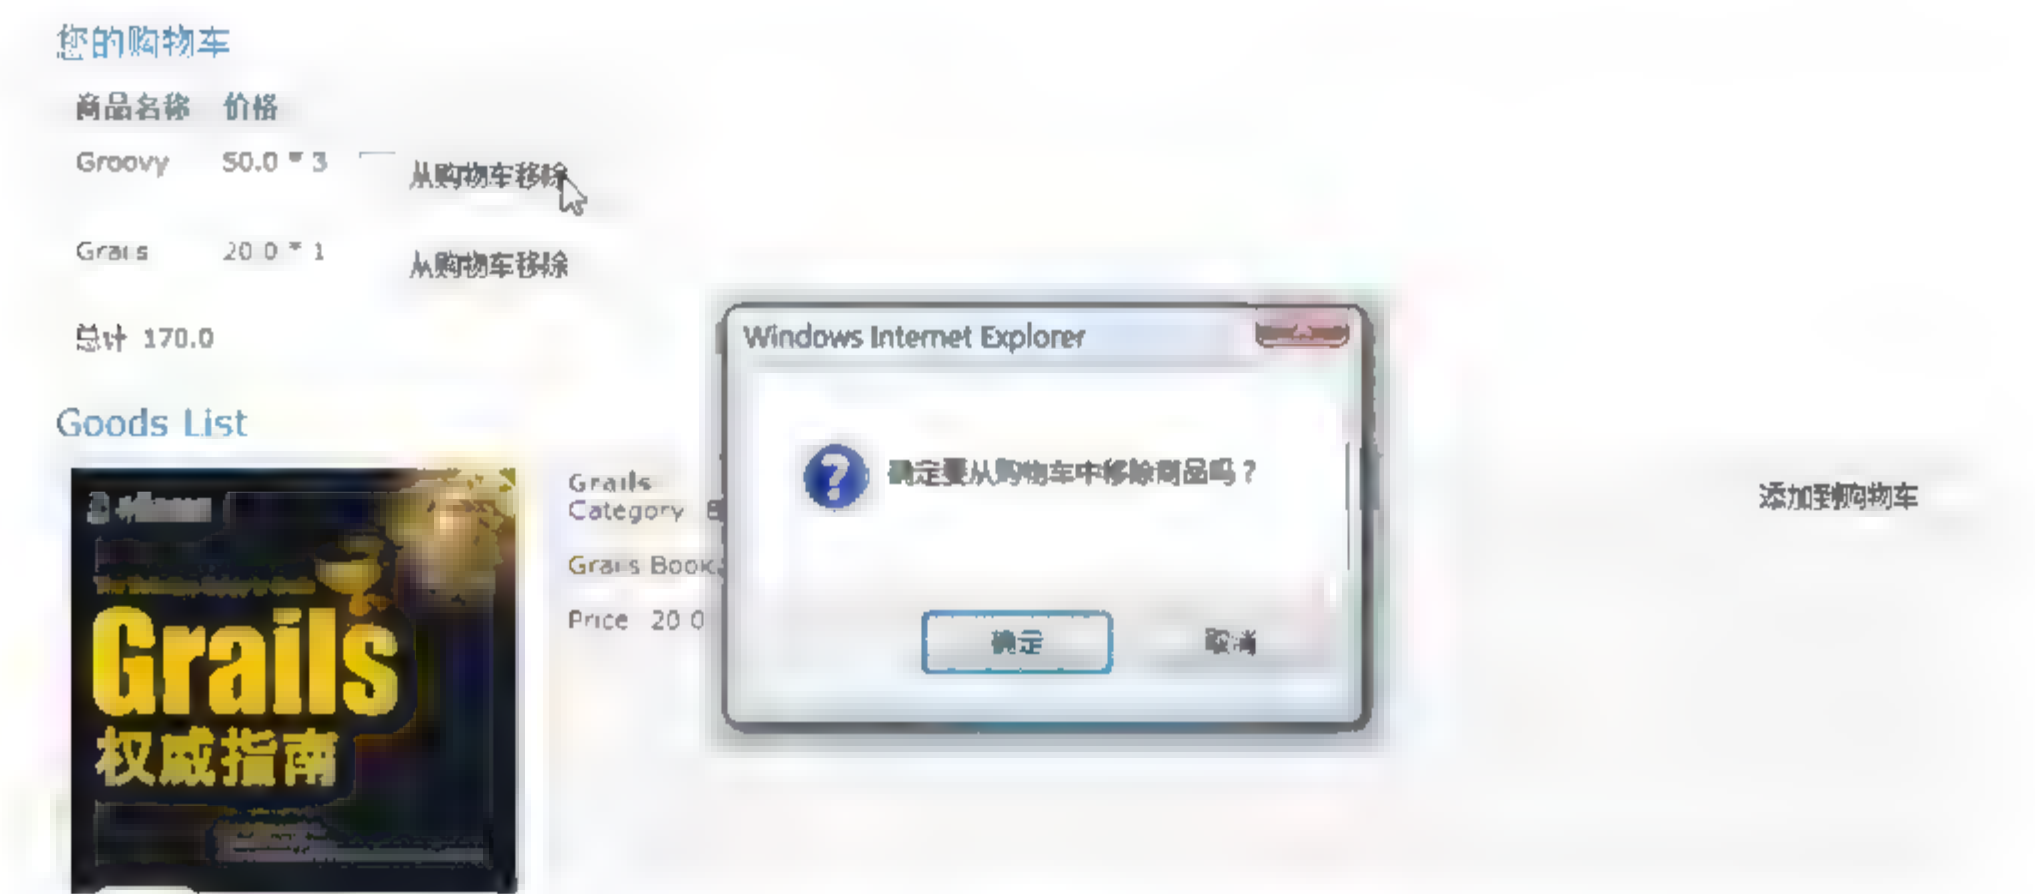 您的购物车
商品名称 价格
Groovy 50.0 * 3 从购物车移除
Grails 20.0 * 1 从购物车移除
总计 170.0
Windows Internet Explorer
确定要从购物车中移除商品吗？
确定 取消
Goods List
Grails
Category
Grails Book
Price 20.0
添加到购物车
Grails
权威指南